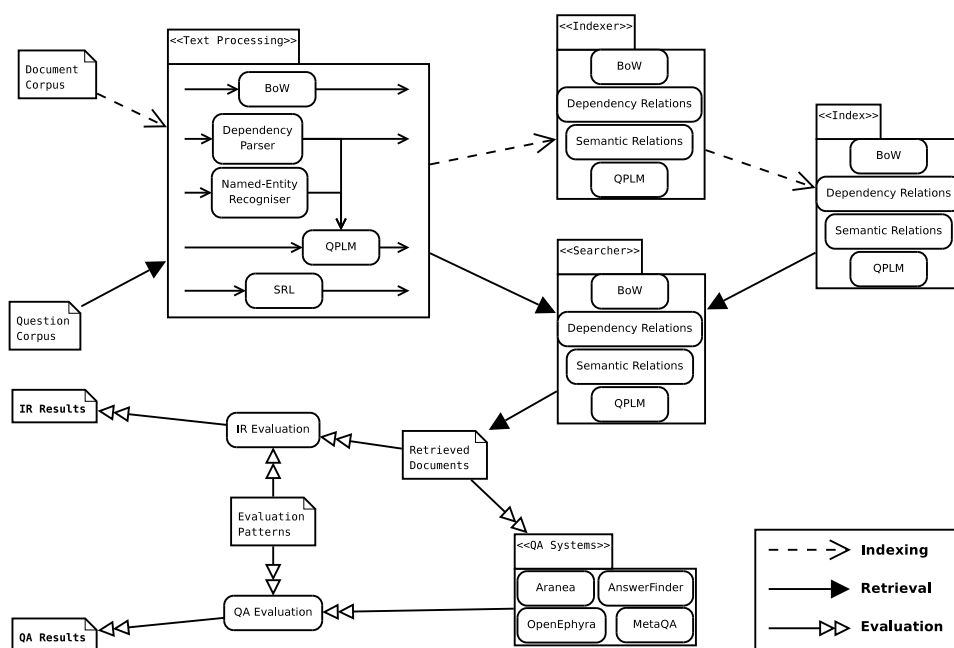 <<Text Processing>>
Document
Corpus
BoW
Dependency
Parser
Named-Entity
Recogniser
QPLM
SRL
Question
Corpus
<<Indexer>>
BoW
Dependency Relations
Semantic Relations
QPLM
<<Index>>
BoW
Dependency Relations
Semantic Relations
QPLM
<<Searcher>>
BoW
Dependency Relations
Semantic Relations
QPLM
IR Results
IR Evaluation
Retrieved
Documents
Evaluation
Patterns
<<QA Systems>>
Aranea
AnswerFinder
OpenEphyra
MetaQA
QA Evaluation
QA Results
Indexing
Retrieval
Evaluation